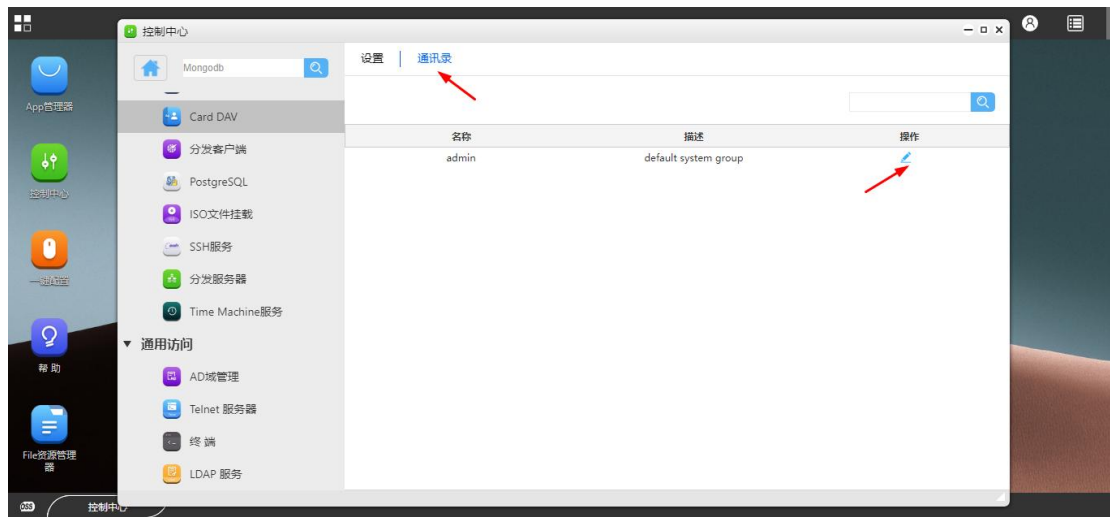 控制中心
Mongodb
设置 | 通讯录
App管理器
Card DAV
名称 描述 操作
分发客户端
admin default system group
PostgreSQL
控制中心
ISO文件挂载
SSH服务
一键配置
分发服务器
Time Machine服务
通用访问
帮 助
AD域管理
Telnet 服务器
终 端
File资源管理
器
LDAP 服务
控制中心